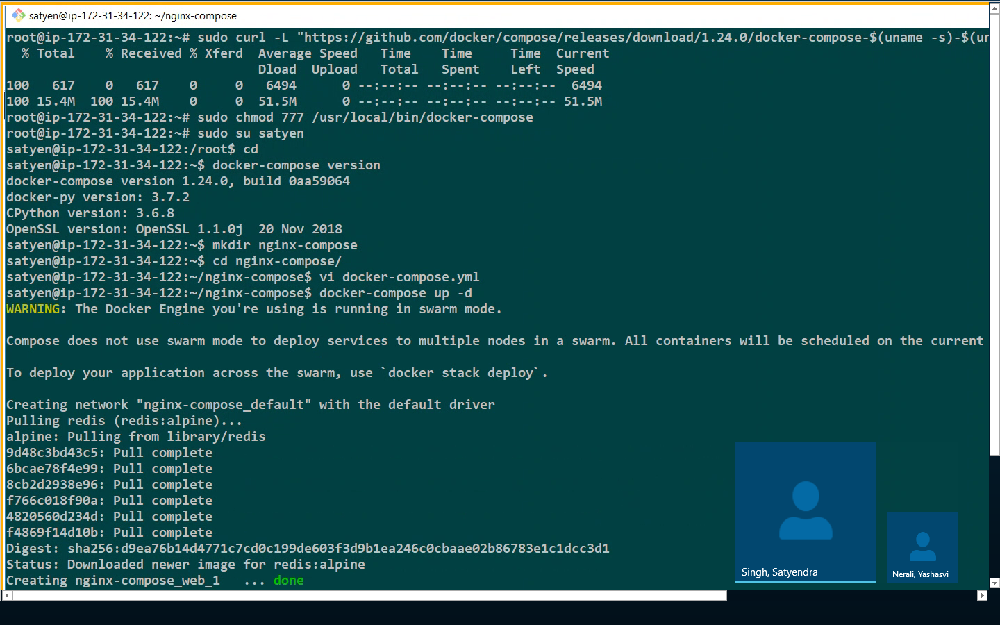 satyen@ip-172-31-34-122: ~/nginx-compose
root@ip-172-31-34-122:~# sudo curl -L "https://github.com/docker/compose/releases/download/1.24.0/docker-compose-$(uname -s)-$(un
% Total % Received % Xferd Average Speed Time Time Time Current
Dload Upload Total Spent Left Speed
100 617 0 617 0 0 6494 0 --:--:-- --:--:-- --:--:-- 6494
100 15.4M 100 15.4M 0 0 51.5M 0 --:--:-- --:--:-- --:--:-- 51.5M
root@ip-172-31-34-122:~# sudo chmod 777 /usr/local/bin/docker-compose
root@ip-172-31-34-122:~# sudo su satyen
satyen@ip-172-31-34-122:/root$ cd
satyen@ip-172-31-34-122:~$ docker-compose version
docker-compose version 1.24.0, build 0aa59064
docker-py version: 3.7.2
CPython version: 3.6.8
OpenSSL version: OpenSSL 1.1.0j 20 Nov 2018
satyen@ip-172-31-34-122:~$ mkdir nginx-compose
satyen@ip-172-31-34-122:~$ cd nginx-compose/
satyen@ip-172-31-34-122:~/nginx-compose$ vi docker-compose.yml
satyen@ip-172-31-34-122:~/nginx-compose$ docker-compose up -d
WARNING: The Docker Engine you're using is running in swarm mode.
Compose does not use swarm mode to deploy services to multiple nodes in a swarm. All containers will be scheduled on the current
To deploy your application across the swarm, use `docker stack deploy`.
Creating network "nginx-compose_default" with the default driver
Pulling redis (redis:alpine)...
alpine: Pulling from library/redis
9d48c3bd43c5: Pull complete
6bcae78f4e99: Pull complete
8cb2d2938e96: Pull complete
f766c018f90a: Pull complete
4820560d234d: Pull complete
f4869f14d10b: Pull complete
Digest: sha256:d9ea76b14d4771c7cd0c199de603f3d9b1ea246c0cbaae02b86783e1c1dcc3d1
Status: Downloaded newer image for redis:alpine
Creating nginx-compose_web_1 ... done
Singh, Satyendra
Nerali, Yashasvi